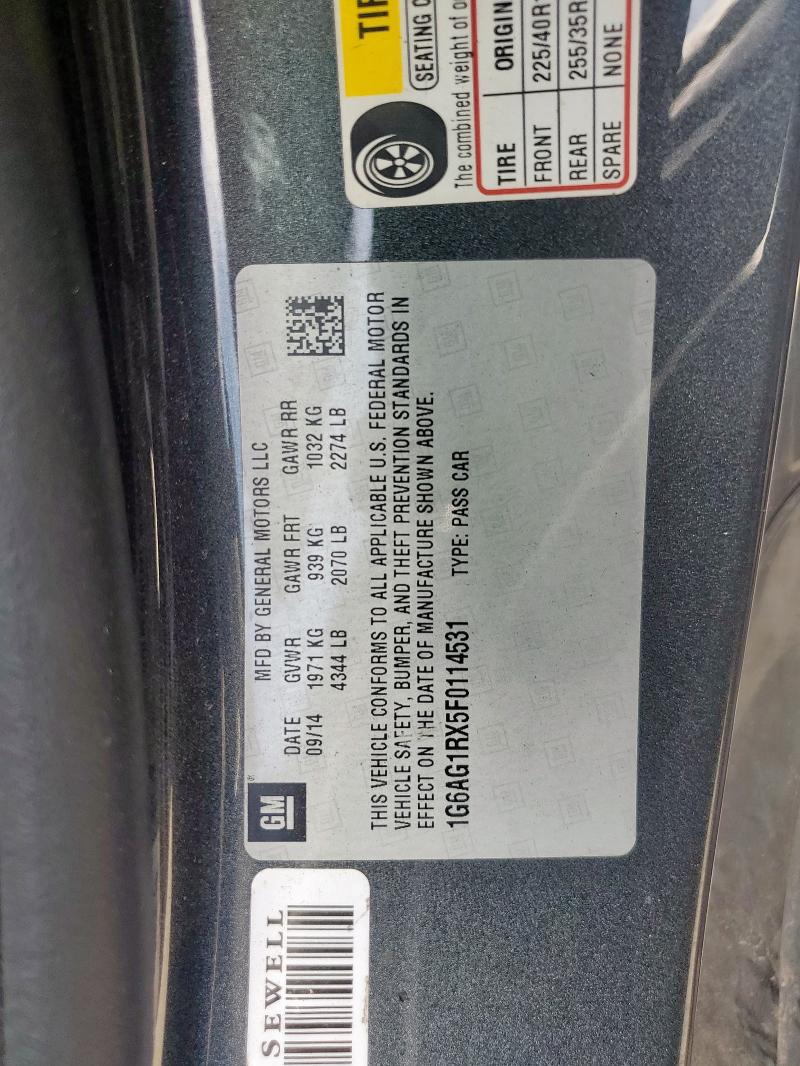 GM
MFD BY GENERAL MOTORS LLC
DATE GVWR GAWR FRT GAWR RR
09/14 1971 KG 939 KG 1032 KG
4344 LB 2070 LB 2274 LB
THIS VEHICLE CONFORMS TO ALL APPLICABLE U.S. FEDERAL MOTOR
VEHICLE SAFETY, BUMPER, AND THEFT PREVENTION STANDARDS IN
EFFECT ON THE DATE OF MANUFACTURE SHOWN ABOVE.
1G6AG1RX5F0114531 TYPE: PASS CAR
SEWELL
SEATING
The combined weight of
TIRE
FRONT 225/40R
REAR 255/35R
SPARE NONE